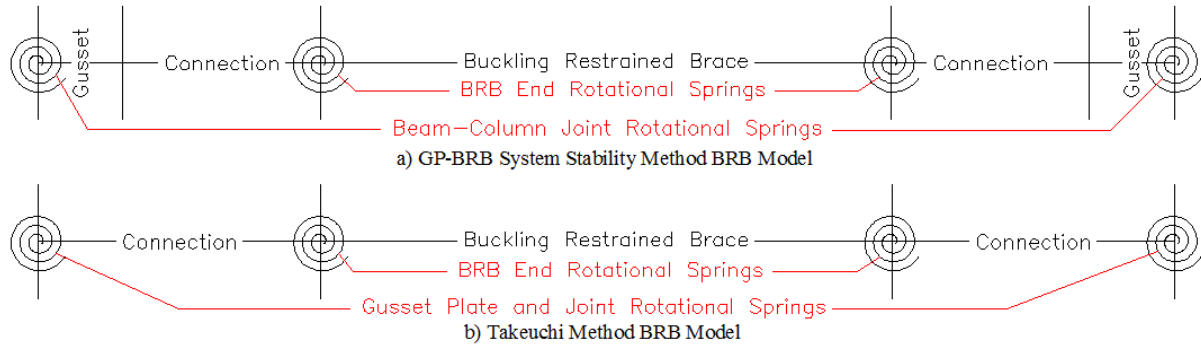 Gusset
Connection
Buckling Restrained Brace
Connection
Gusset
BRB End Rotational Springs
Beam-Column Joint Rotational Springs
a) GP-BRB System Stability Method BRB Model
Connection
Buckling Restrained Brace
Connection
BRB End Rotational Springs
Gusset Plate and Joint Rotational Springs
b) Takeuchi Method BRB Model